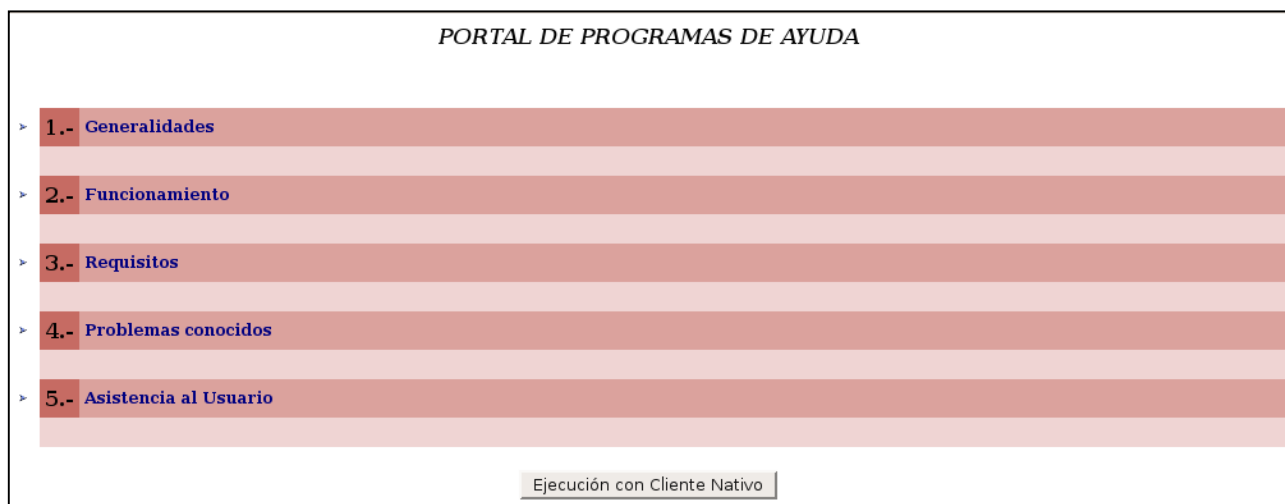 PORTAL DE PROGRAMAS DE AYUDA
1.- Generalidades
2.- Funcionamiento
3.- Requisitos
4.- Problemas conocidos
5.- Asistencia al Usuario
Ejecución con Cliente Nativo